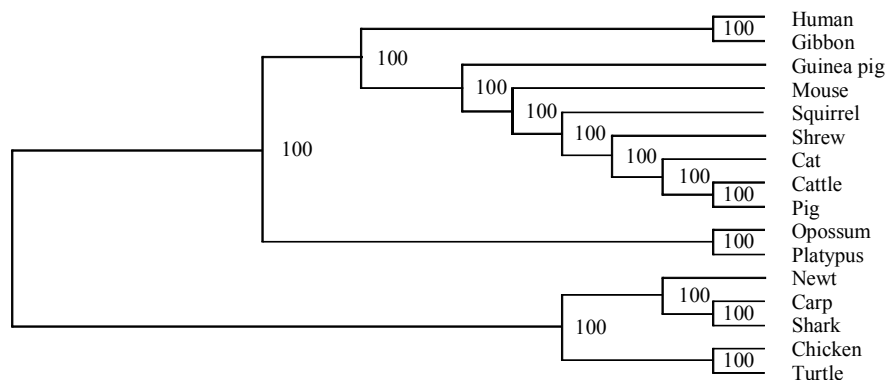 Human
100
Gibbon
100
Guinea pig
100
Mouse
100
Squirrel
100
Shrew
100
Cat
100
Cattle
100
Pig
100
Opossum
100
Platypus
Newt
100
Carp
100
Shark
100
Chicken
100
Turtle